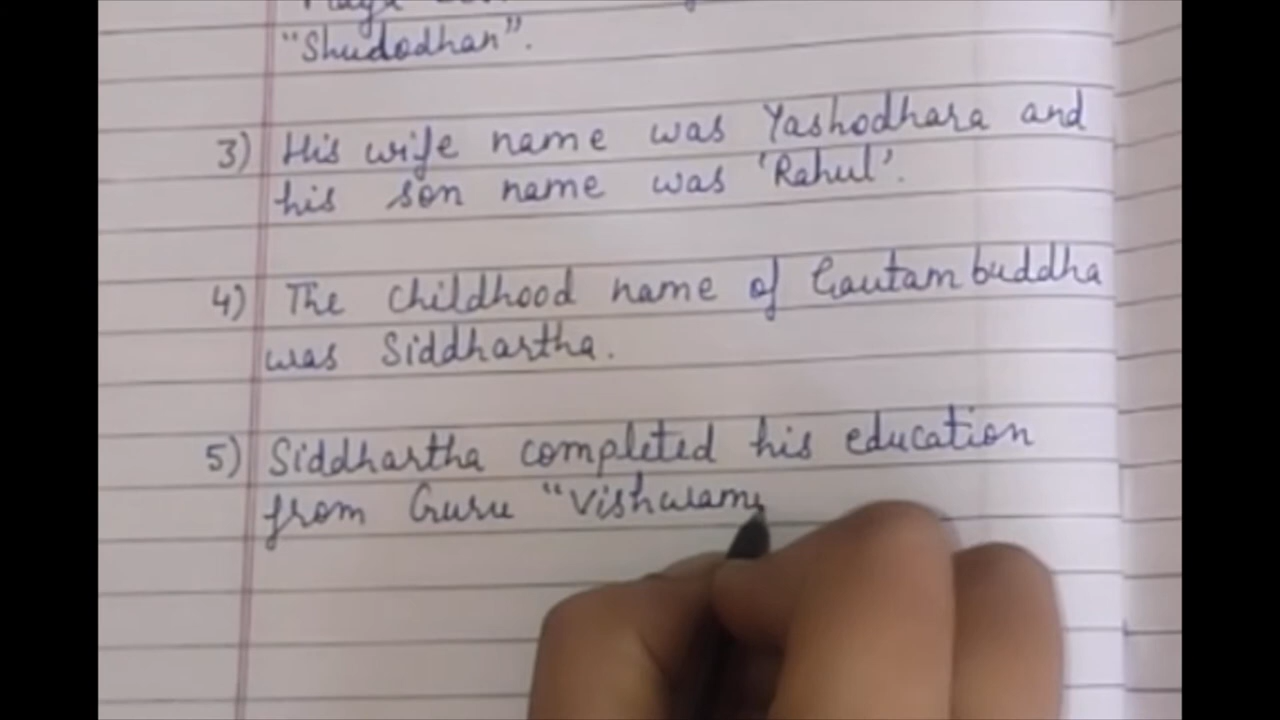 "Shudodhan".
3) His wife name was Yashodhara and
his son name was 'Rahul'.
4) The childhood name of Gautam buddha
was Siddhartha.
5) Siddhartha completed his education
from Guru "Vishwam